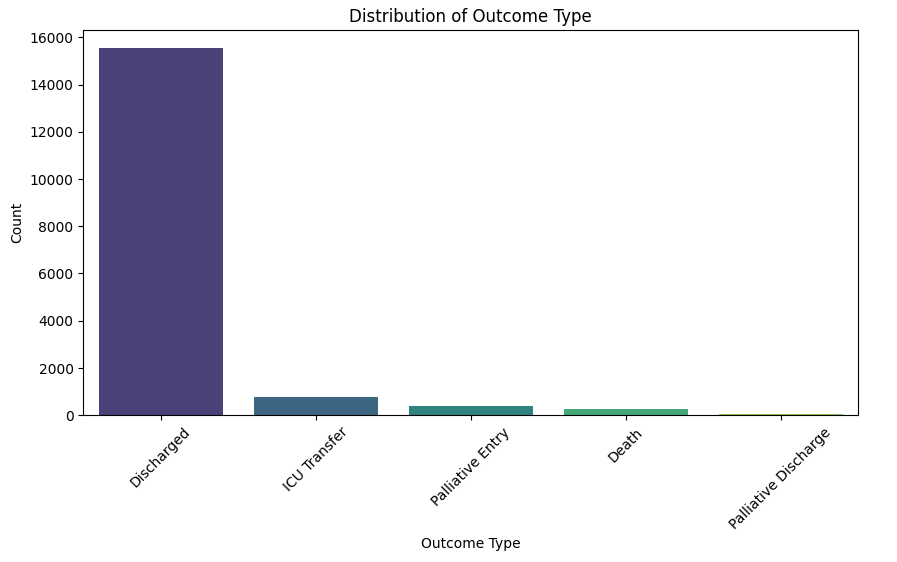 Distribution of Outcome Type
16000
14000
12000
10000
8000
6000
4000
2000
0
Count
Discharged
ICU Transfer
Palliative Entry
Death
Palliative Discharge
Outcome Type